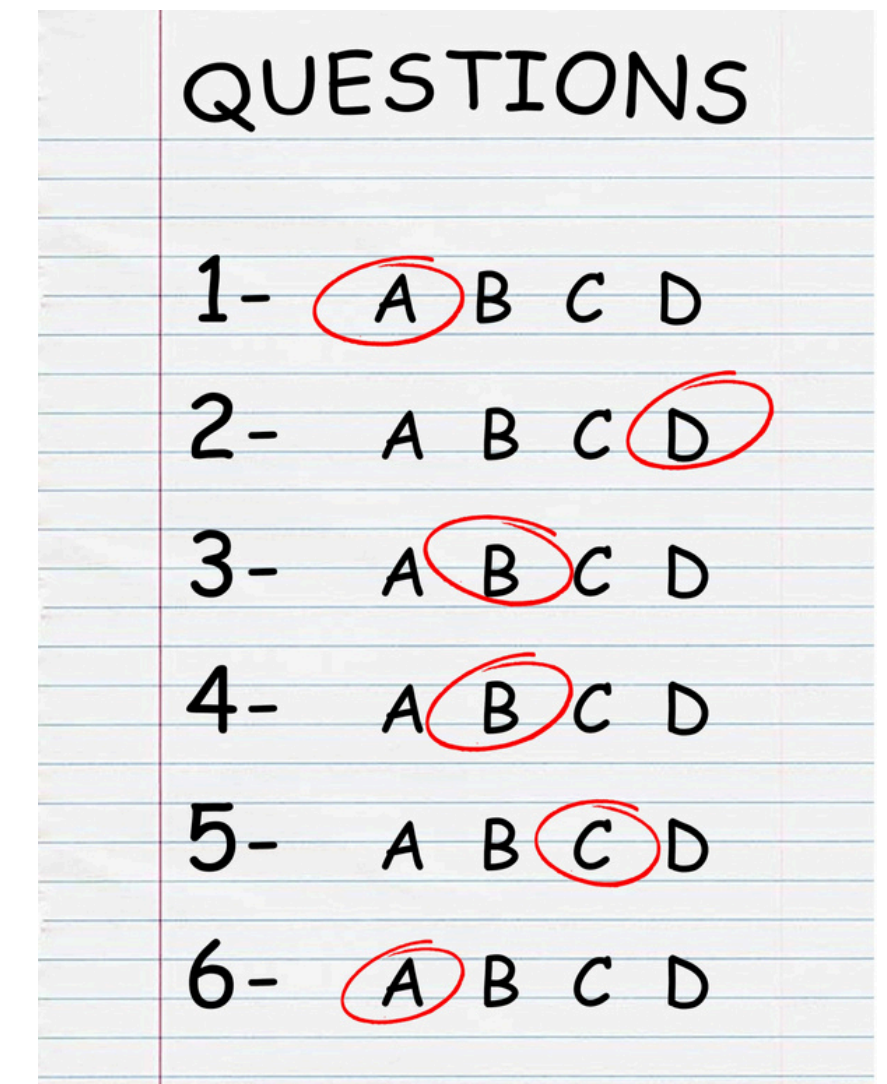 QUESTIONS
1- A B C D
2- A B C D
3- A B C D
4- A B C D
5- A B C D
6- A B C D